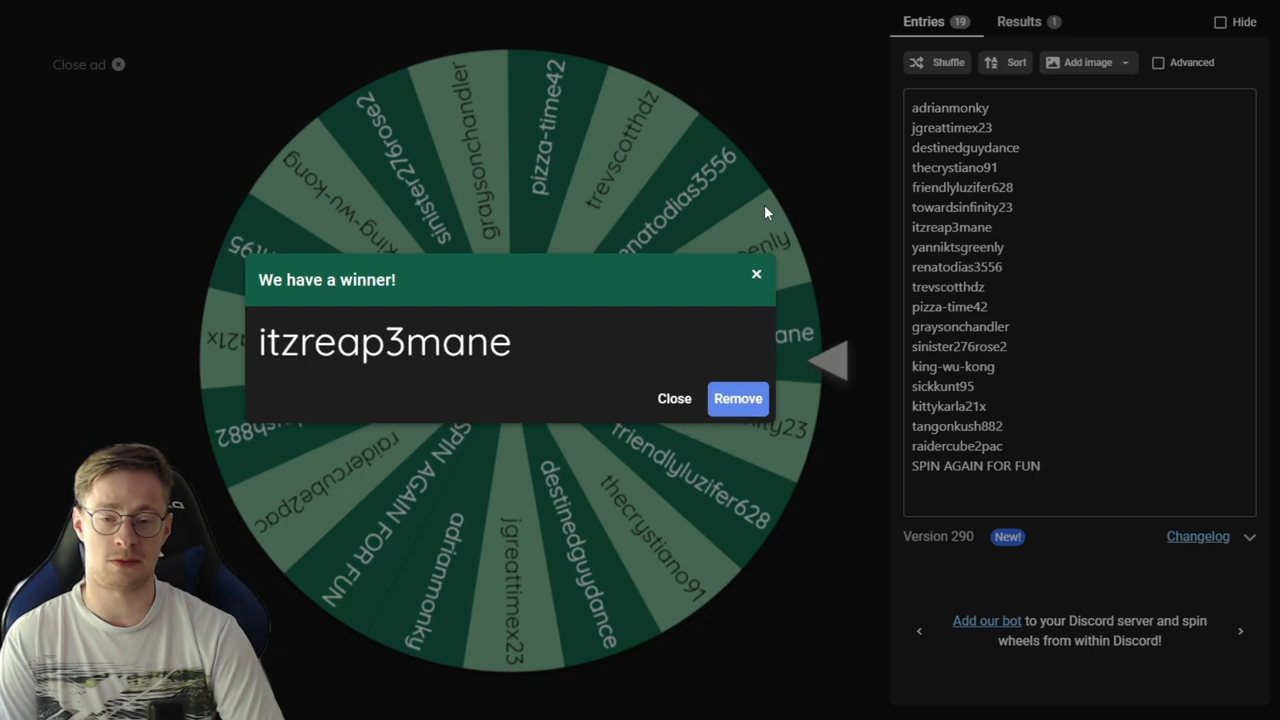 Entries 19 Results 1 Hide
Close ad
Shuffle Sort Add image Advanced
adrianmonky
jgreattimex23
destinedguydance
thecrystiano91
friendlyluzifer628
towardsinfinity23
itzreap3mane
yanniktsgreenly
renatodias3556
trevscotthdz
pizza-time42
graysonchandler
sinister276rose2
king-wu-kong
sickkunt95
kittykarla21x
tangonkush882
raidercube2pac
SPIN AGAIN FOR FUN
sinister276rose2
graysonchandler
pizza-time42
trevscotthdz
renatodias3556
king-wu-kong
We have a winner!
itzreap3mane
Close Remove
friendlyluzifer628
thecrystiano91
destinedguydance
jgreattimex23
adrianmonky
SPIN AGAIN FOR FUN
raidercube2pac
Version 290 New! Changelog
Add our bot to your Discord server and spin
wheels from within Discord!